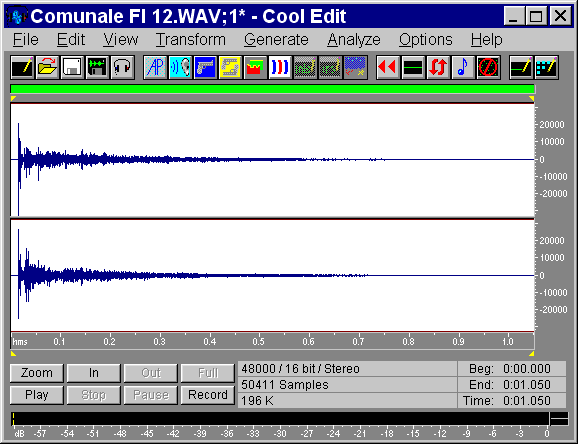 Comunale FI 12.WAV;1* - Cool Edit
File Edit View Transform Generate Analyze Options Help
20000
10000
0
-10000
-20000
20000
10000
0
-10000
-20000
hms 0.1 0.2 0.3 0.4 0.5 0.6 0.7 0.8 0.9 1.0
Zoom In Out Full
Play Stop Pause Record
48000 / 16 bit / Stereo
50411 Samples
196 K
Beg: 0:00.000
End: 0:01.050
Time: 0:01.050
dB -57 -54 -51 -48 -45 -42 -39 -36 -33 -30 -27 -24 -21 -18 -15 -12 -9 -6 -3 0